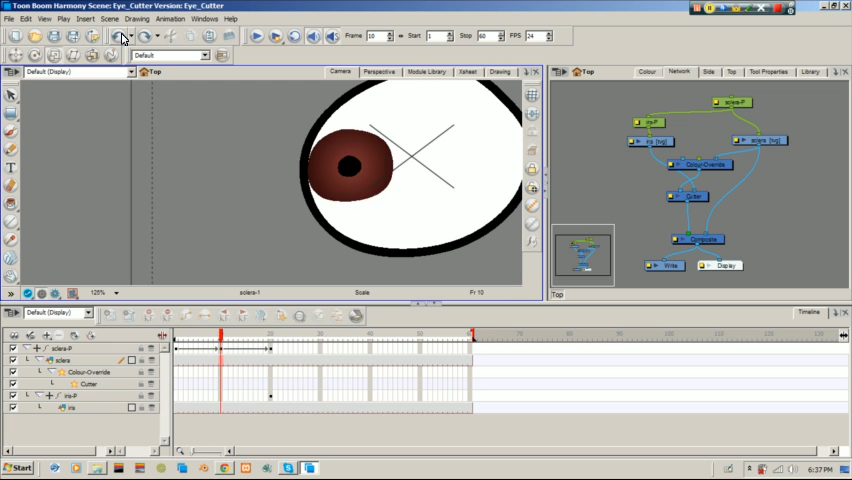 Toon Boom Harmony Scene: Eye_Cutter Version: Eye_Cutter
File Edit View Play Insert Scene Drawing Animation Windows Help
Frame 10 Start 1 Stop 60 FPS 24
Default
Default (Display) Top Camera Perspective Module Library Xsheet Drawing
Top Colour Network Side Top Tool Properties Library
sclera-P
iris-P
iris [tvg] sclera [tvg]
Colour-Override
Cutter
Composite
Write Display
125% sclera-1 Scale Fr 10
Top
Default (Display) Timeline
20 30 40 50 60 70 80 90 100 110 120 130
sclera-P
sclera
Colour-Override
Cutter
iris-P
iris
Start 6:37 PM